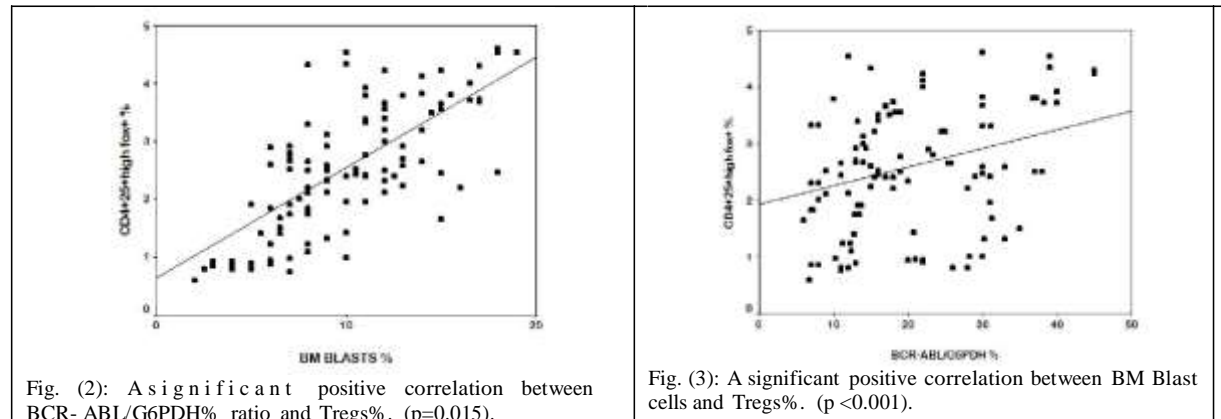 5
4
3
2
1
0
CD4+25+high fox+ %
0
10
20
BM BLASTS %
Fig. (2): A significant positive correlation between
BCR- ABL/G6PDH% ratio and Tregs%. (p=0.015).
5
4
3
2
1
0
CD4+25+high fox+ %
0
10
20
30
40
50
BCR-ABL/G6PDH %
Fig. (3): A significant positive correlation between BM Blast
cells and Tregs%. (p <0.001).